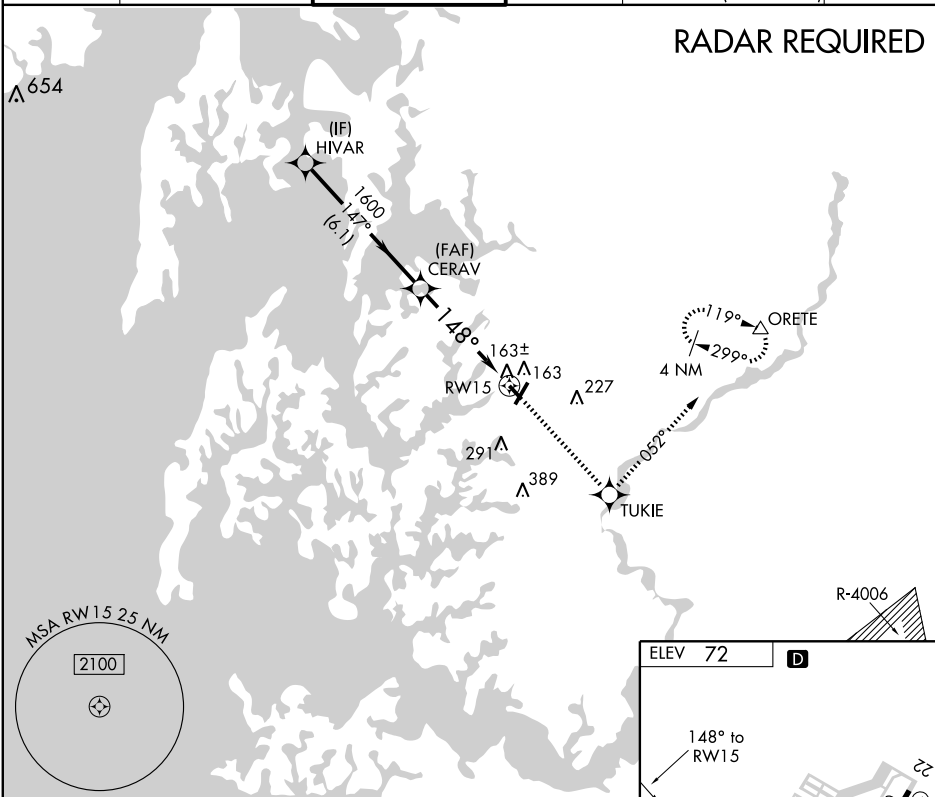 RADAR REQUIRED
654
(IF)
HIVAR
1600
147°
(6.1)
(FAF)
CERAV
148°
119°
ORETE
299°
4 NM
163±
163
RW15
227
291
052°
389
TUKIE
R-4006
MSA RW15 25 NM
2100
ELEV 72
D
148° to
RW15
22